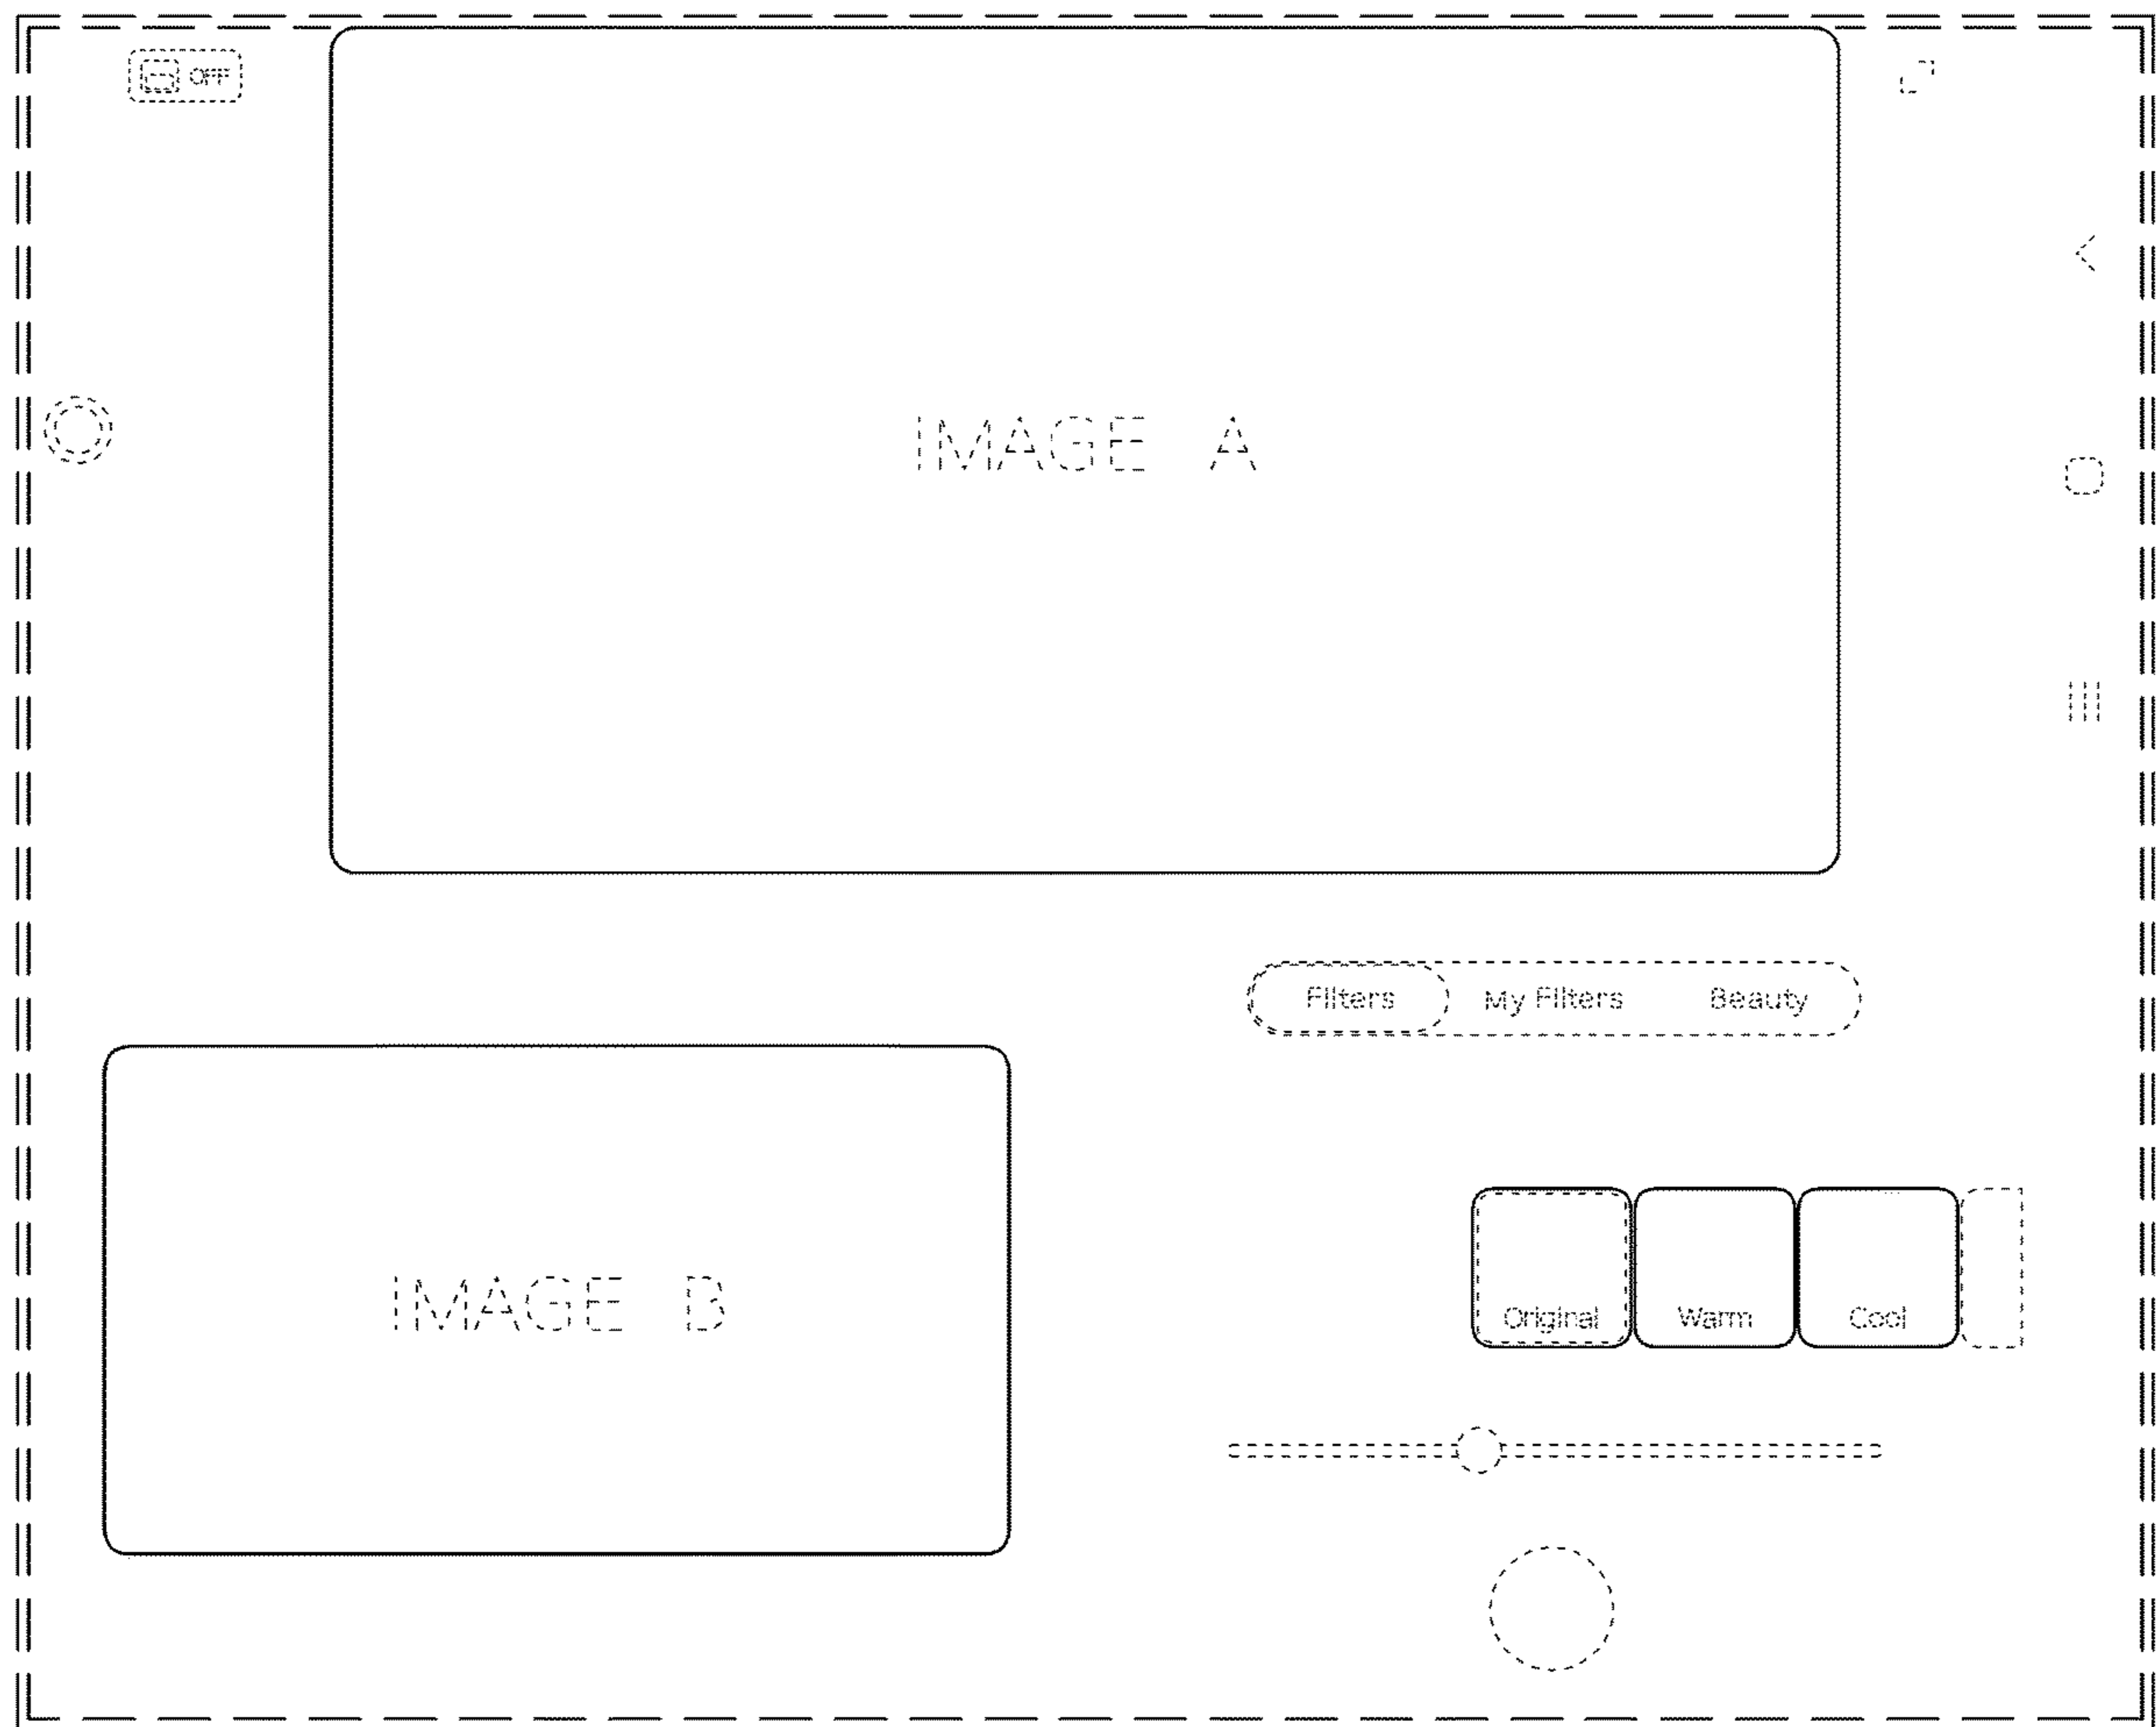 OFF
IMAGE A
Filters My Filters Beauty
IMAGE B
Original Warm Cool